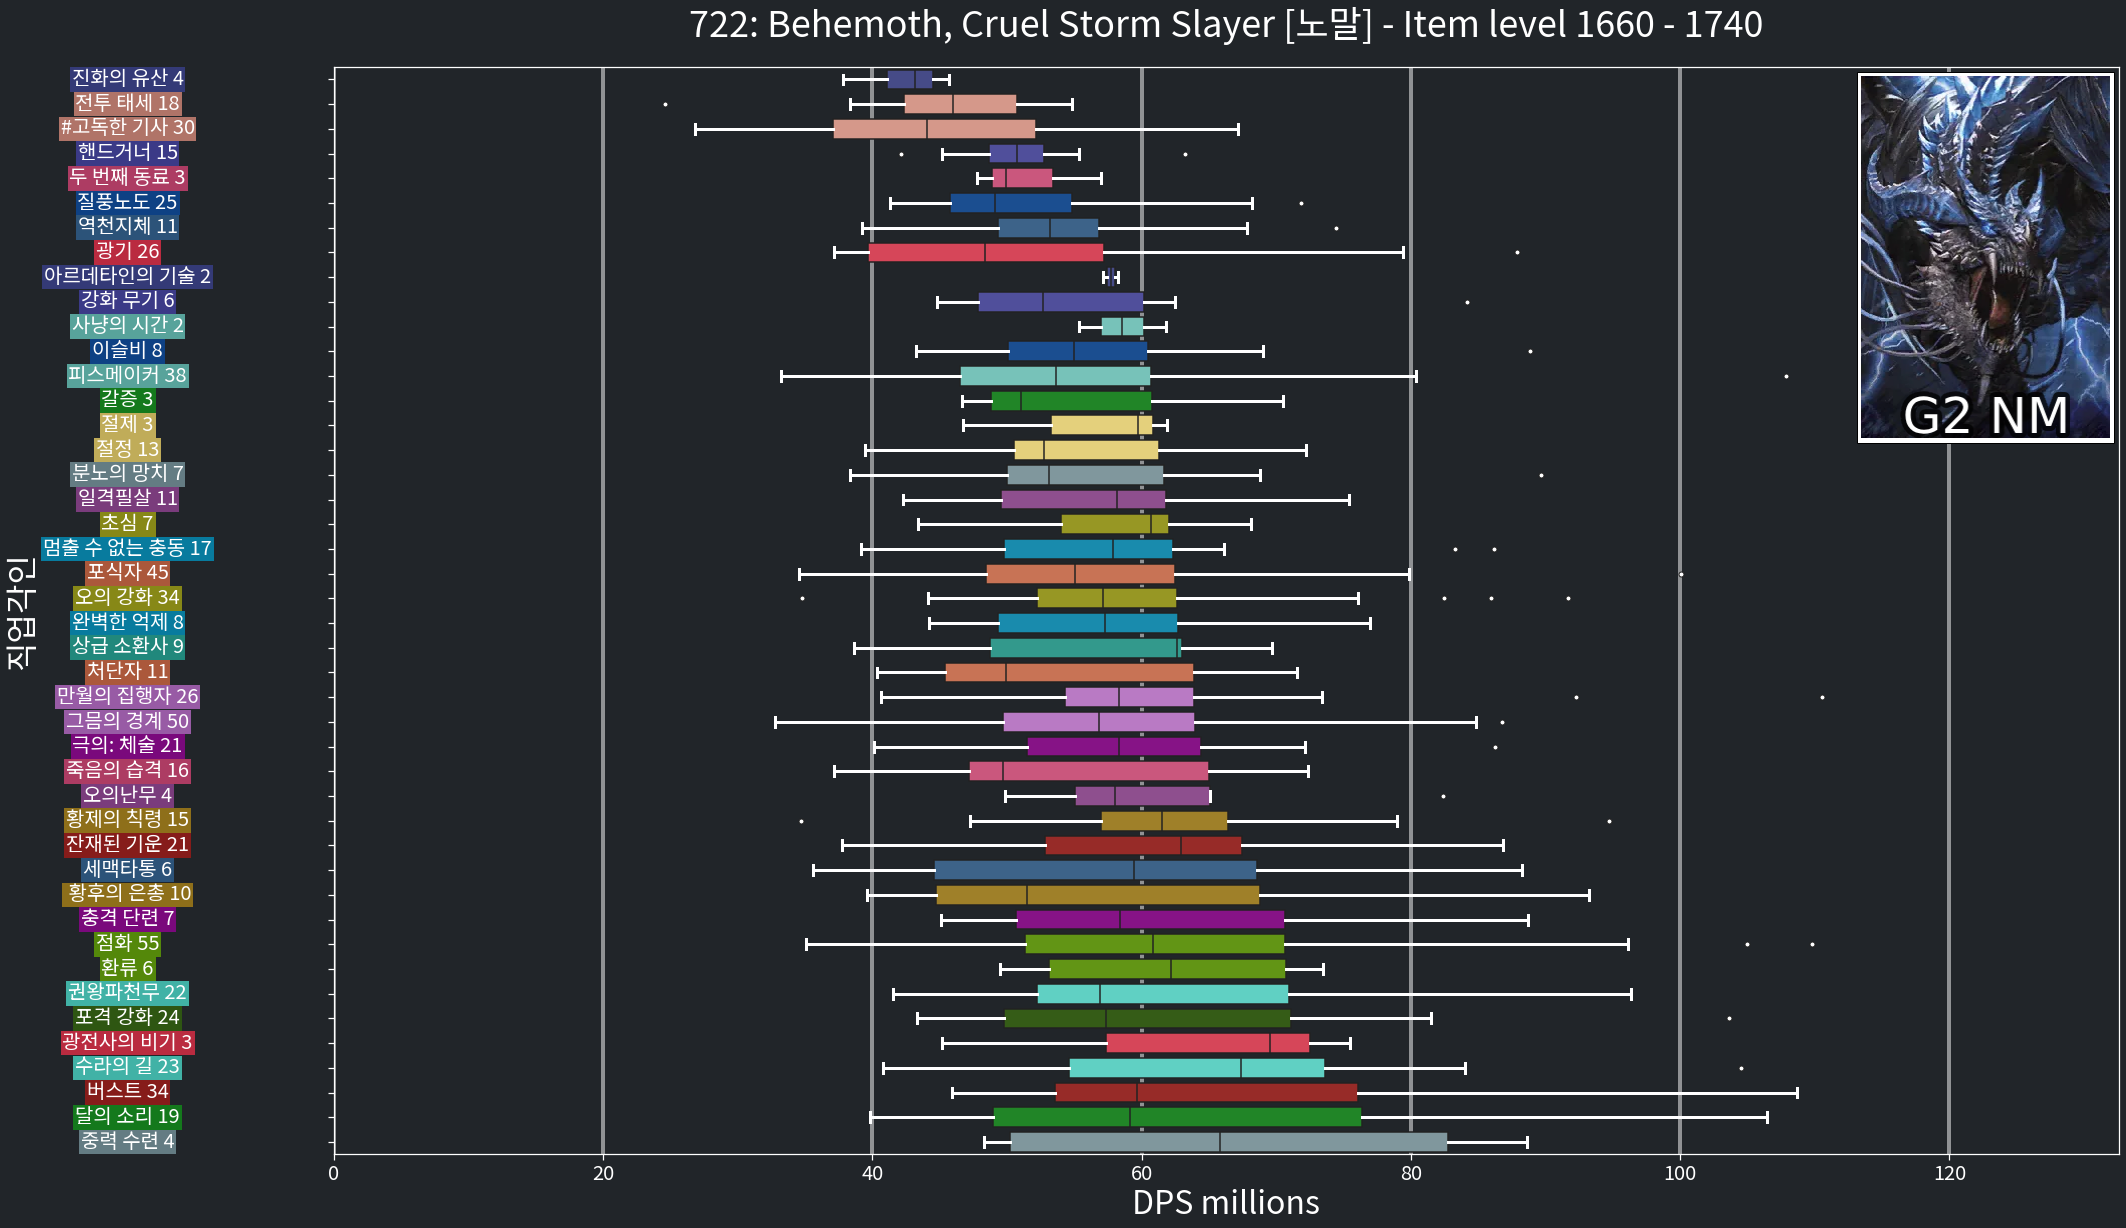 722: Behemoth, Cruel Storm Slayer [노말] - Item level 1660 - 1740
진화의 유산 4
전투 태세 18
#고독한 기사 30
핸드거너 15
두 번째 동료 3
질풍노도 25
역천지체 11
광기 26
아르데타인의 기술 2
강화 무기 6
사냥의 시간 2
이슬비 8
피스메이커 38
갈증 3
절제 3
절정 13
분노의 망치 7
일격필살 11
초심 7
멈출 수 없는 충동 17
포식자 45
오의 강화 34
완벽한 억제 8
상급 소환사 9
처단자 11
만월의 집행자 26
그믐의 경계 50
극의: 체술 21
죽음의 습격 16
오의난무 4
황제의 칙령 15
잔재된 기운 21
세맥타통 6
황후의 은총 10
충격 단련 7
점화 55
환류 6
권왕파천무 22
포격 강화 24
광전사의 비기 3
수라의 길 23
버스트 34
달의 소리 19
중력 수련 4
직업각인
G2 NM
0 20 40 60 80 100 120
DPS millions